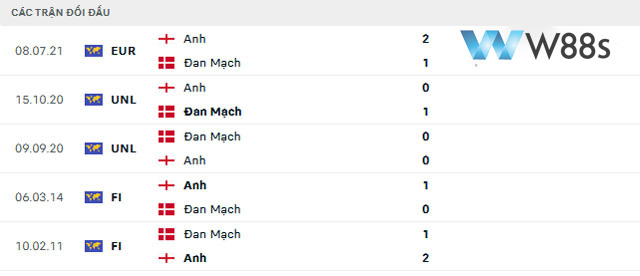 CÁC TRẬN ĐỐI ĐẦU
W88s
08.07.21 EUR Anh 2
Đan Mạch 1
15.10.20 UNL Anh 0
Đan Mạch 1
09.09.20 UNL Đan Mạch 0
Anh 0
06.03.14 FI Anh 1
Đan Mạch 0
10.02.11 FI Đan Mạch 1
Anh 2